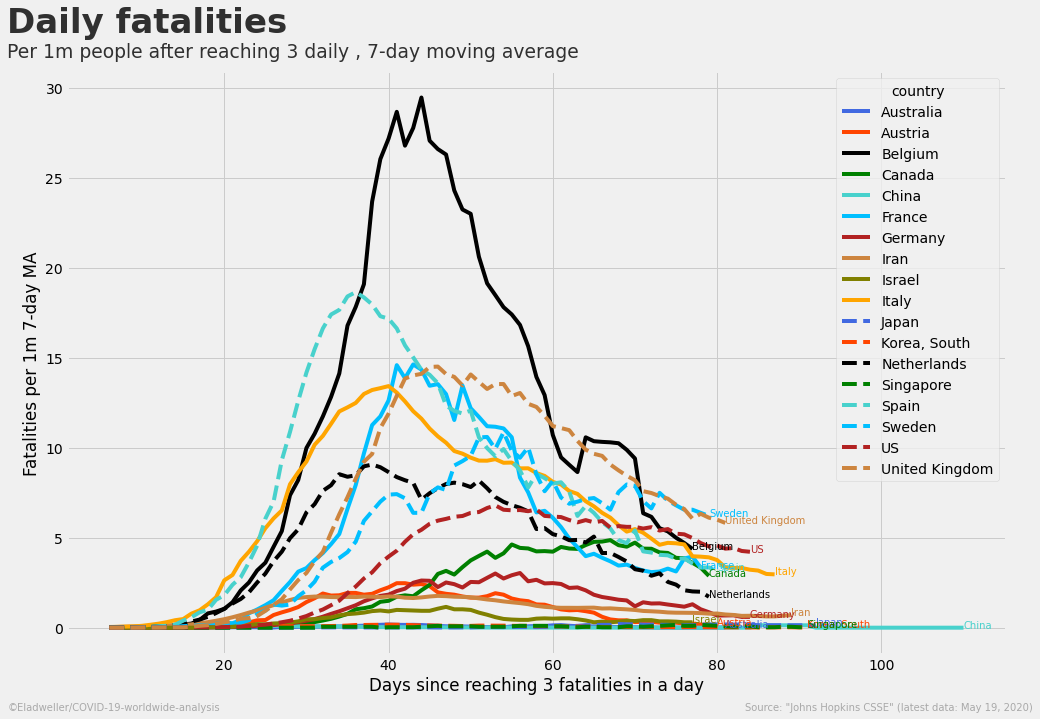 Daily fatalities
Per 1m people after reaching 3 daily , 7-day moving average
Fatalities per 1m 7-day MA
30
25
20
15
10
5
0
country
Australia
Austria
Belgium
Canada
China
France
Germany
Iran
Israel
Italy
Japan
Korea, South
Netherlands
Singapore
Spain
Sweden
US
United Kingdom
Sweden
United Kingdom
Belgium
US
France
Canada
Italy
Netherlands
Germany
Iran
Israel
Singapore
China
20
40
60
80
100
Days since reaching 3 fatalities in a day
©Eladweller/COVID-19-worldwide-analysis
Source: "Johns Hopkins CSSE" (latest data: May 19, 2020)